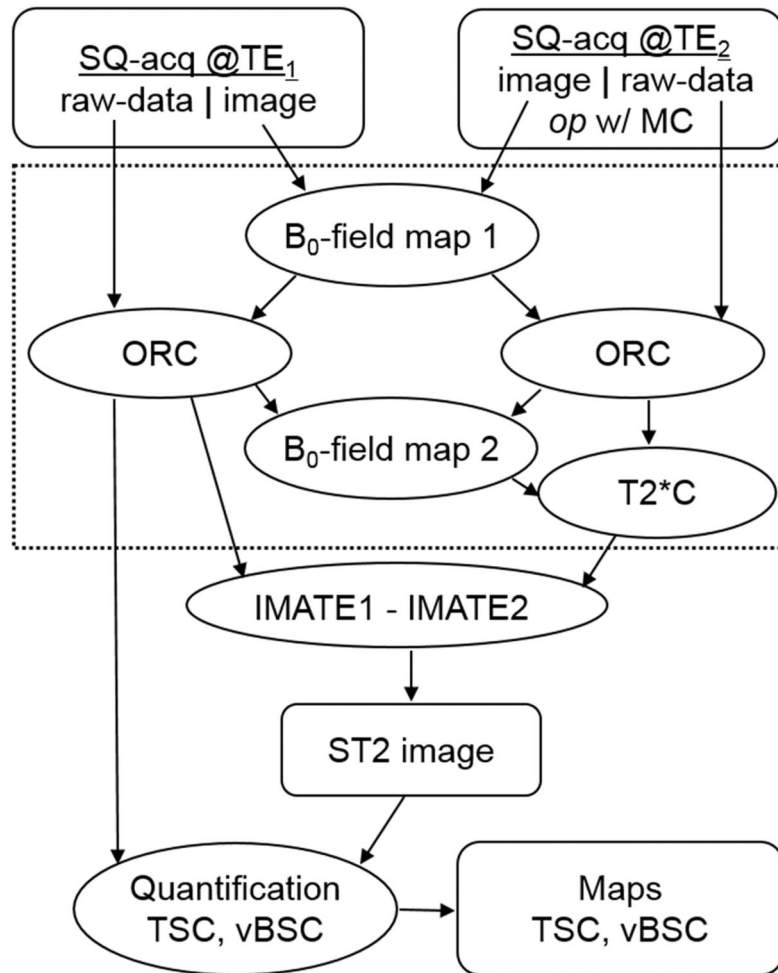 SQ-acq @TE₁
raw-data | image
SQ-acq @TE₂
image | raw-data
op w/ MC
B₀-field map 1
ORC
ORC
B₀-field map 2
T2*C
IMATE1 - IMATE2
ST2 image
Quantification
TSC, vBSC
Maps
TSC, vBSC